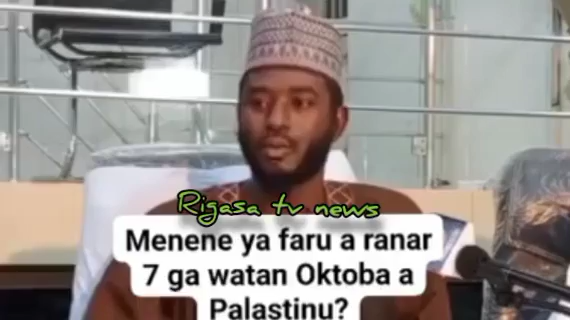 Rigasa tv news
Menene ya faru a ranar
7 ga watan Oktoba a
Palastinu?